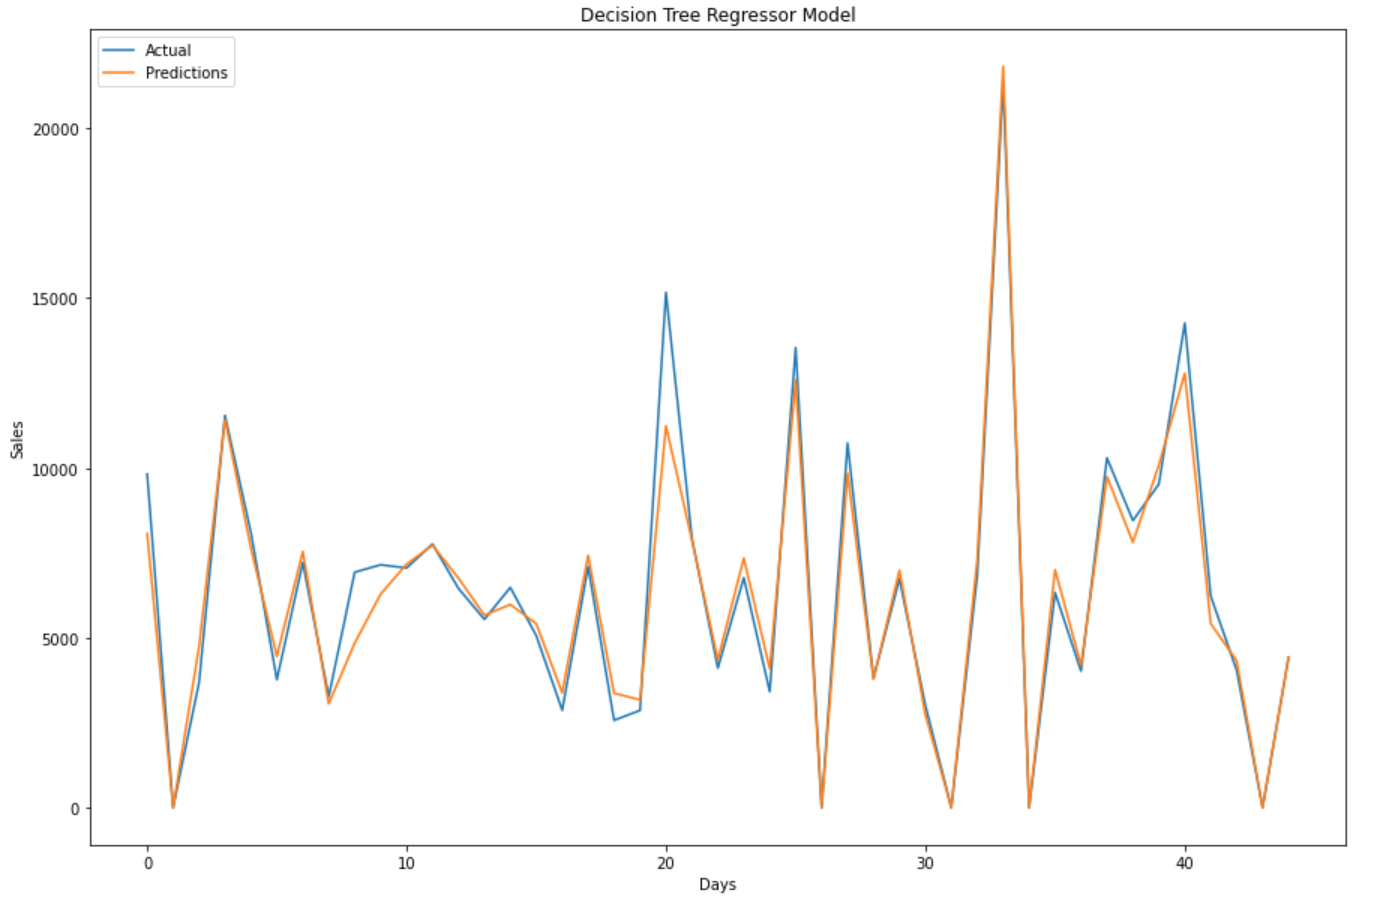 Decision Tree Regressor Model
Actual
Predictions
20000
15000
10000
5000
0
Sales
0 10 20 30 40
Days